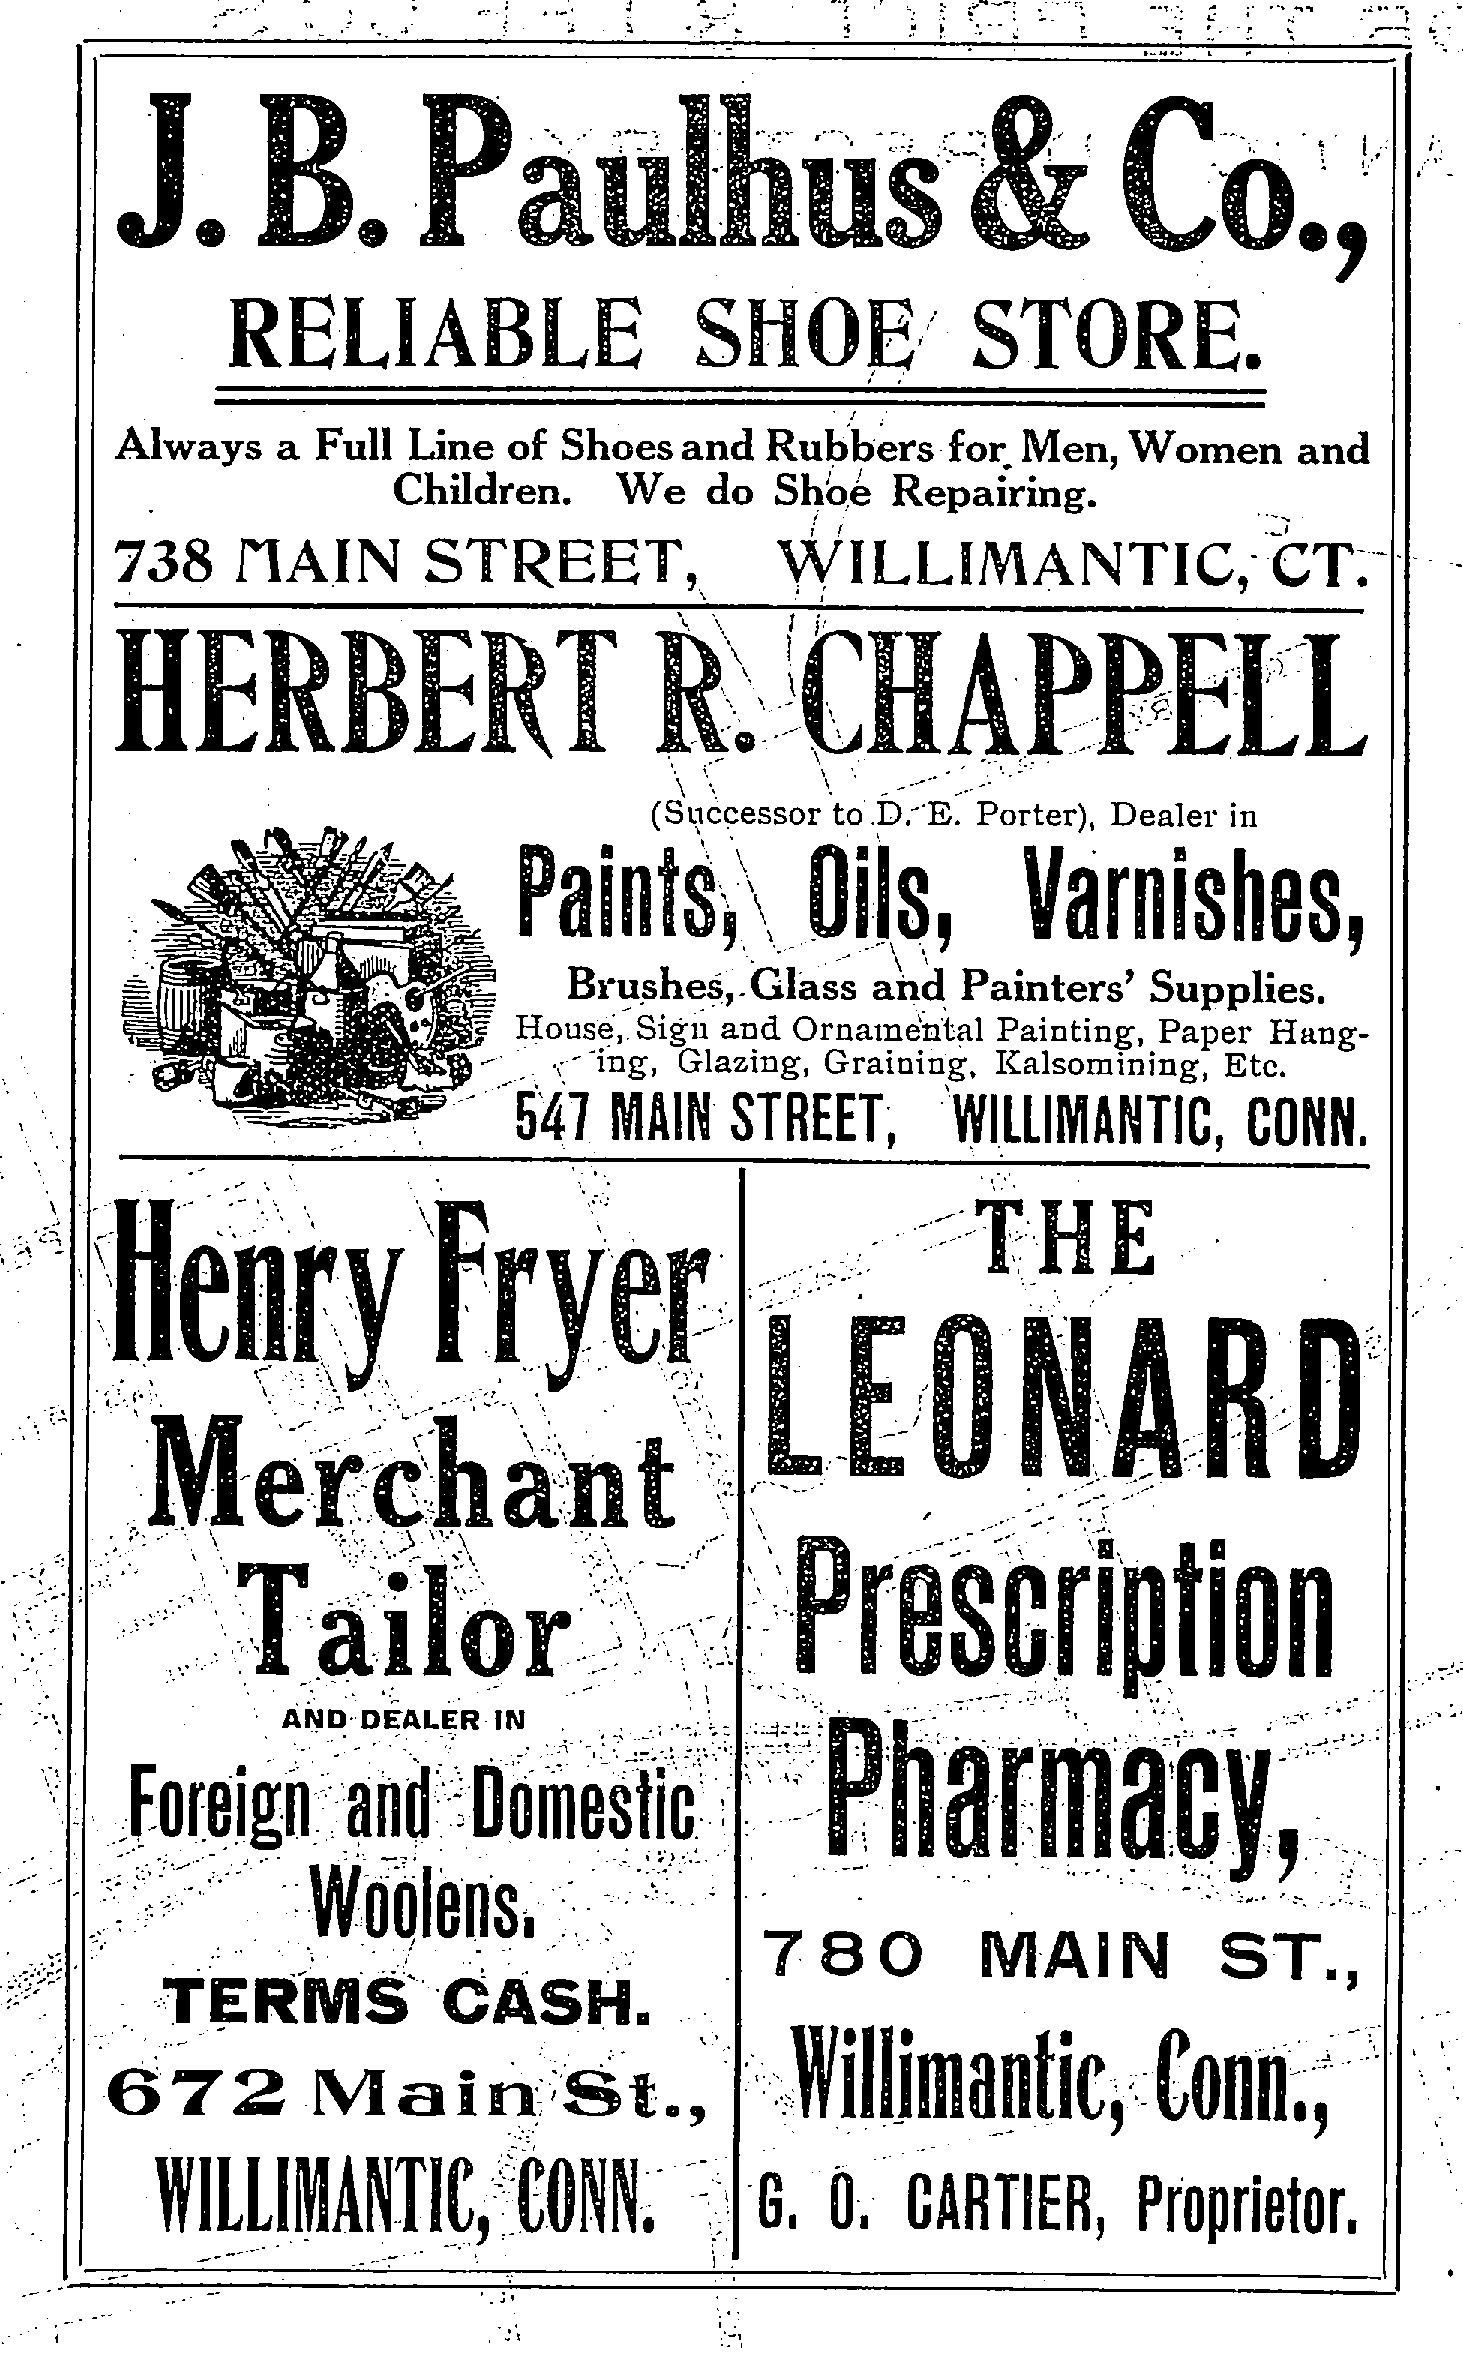 J. B. Paulhus & Co.,
RELIABLE SHOE STORE.
Always a Full Line of Shoes and Rubbers for Men, Women and
Children. We do Shoe Repairing.
738 MAIN STREET, WILLIMANTIC, CT.
HERBERT R. CHAPPELL
(Successor to D. E. Porter), Dealer in
Paints, Oils, Varnishes,
Brushes, Glass and Painters' Supplies.
House, Sign and Ornamental Painting, Paper Hang-
ing, Glazing, Graining, Kalsomining, Etc.
547 MAIN STREET, WILLIMANTIC, CONN.
Henry Fryer
Merchant
Tailor
AND DEALER IN
Foreign and Domestic
Woolens.
TERMS CASH.
672 Main St.,
WILLIMANTIC, CONN.
THE
LEONARD
Prescription
Pharmacy,
780 MAIN ST.,
Willimantic, Conn.,
G. O. CARTIER, Proprietor.